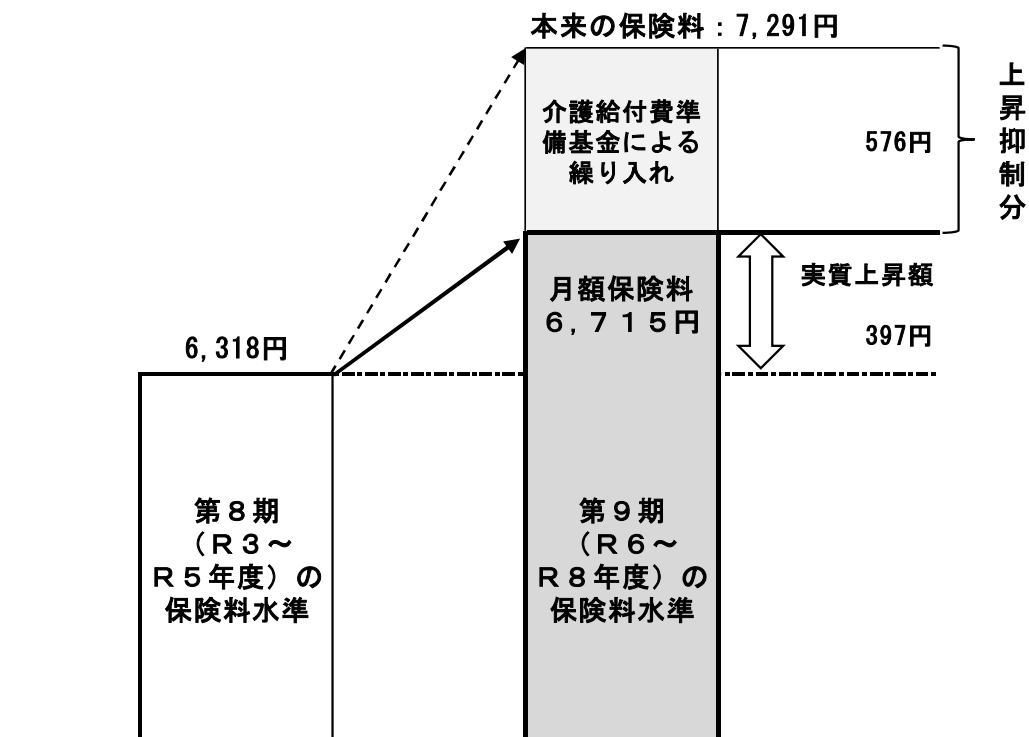 本来の保険料：7,291円
介護給付費準
備基金による
繰り入れ
576円
上昇抑制分
月額保険料
６,７１５円
実質上昇額
397円
6,318円
第８期
（Ｒ３～
Ｒ５年度）の
保険料水準
第９期
（Ｒ６～
Ｒ８年度）の
保険料水準